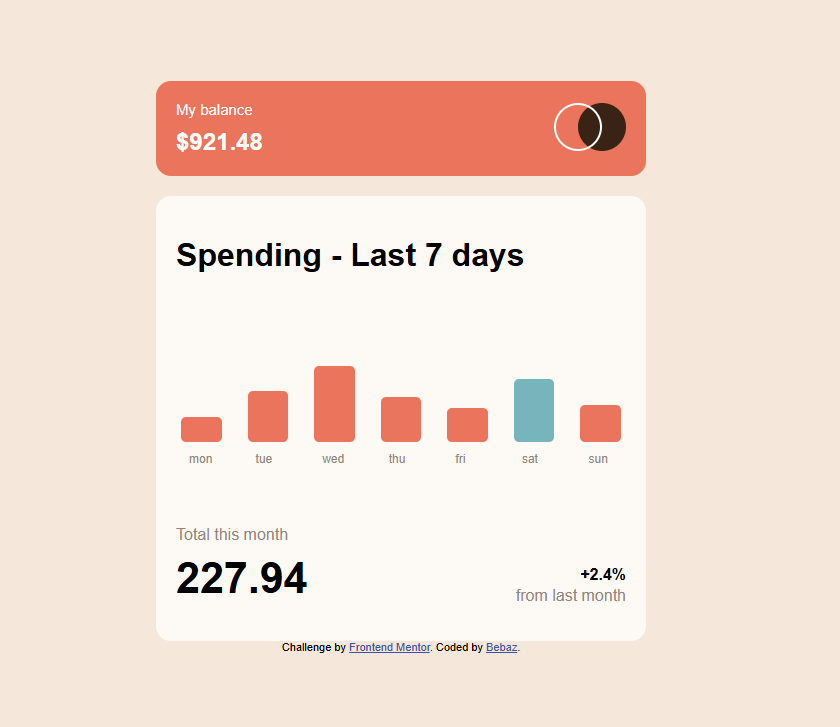 My balance
$921.48
Spending - Last 7 days
mon tue wed thu fri sat sun
Total this month
227.94
+2.4%
from last month
Challenge by Frontend Mentor. Coded by Bebaz.